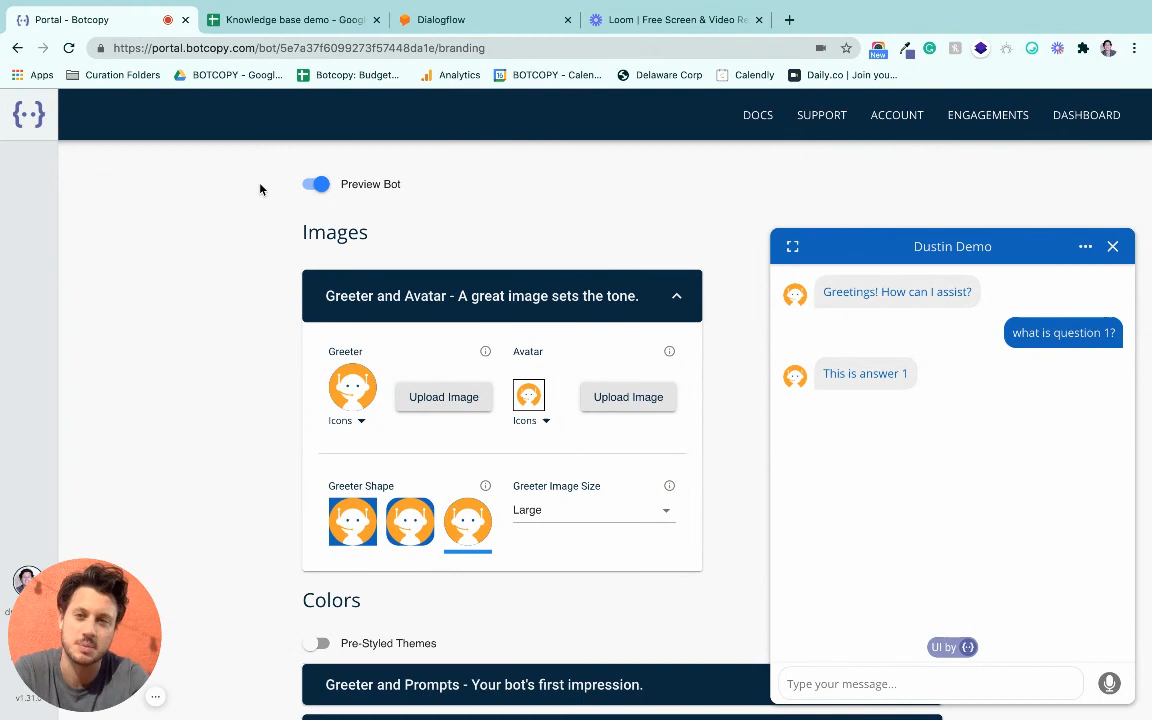 Portal - Botcopy
Knowledge base demo - Goog
Dialogflow
Loom | Free Screen & Video Re
https://portal.botcopy.com/bot/5e7a37f6099273f57448da1e/branding
New
Apps
Curation Folders
BOTCOPY - Googl...
Botcopy: Budget...
Analytics
16
BOTCOPY - Calen...
Delaware Corp
Calendly
Daily.co | Join you...
DOCS
SUPPORT
ACCOUNT
ENGAGEMENTS
DASHBOARD
Preview Bot
Images
Greeter and Avatar - A great image sets the tone.
Greeter
Upload Image
Icons
Avatar
Upload Image
Icons
Greeter Shape
Greeter Image Size
Large
Colors
Pre-Styled Themes
Greeter and Prompts - Your bot's first impression.
Dustin Demo
Greetings! How can I assist?
what is question 1?
This is answer 1
UI by
Type your message...